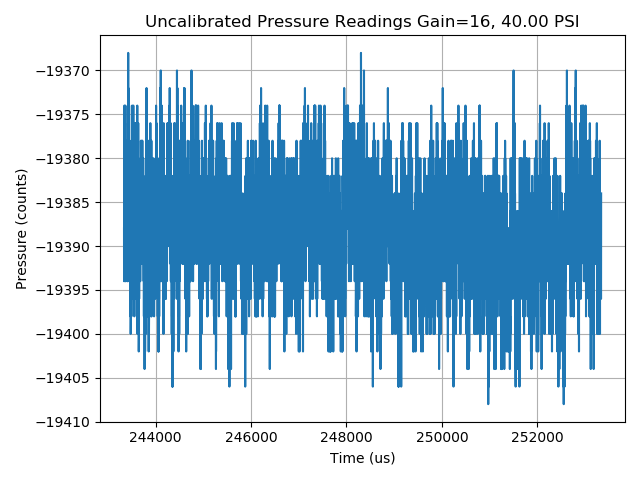 Uncalibrated Pressure Readings Gain=16, 40.00 PSI
−19370
−19375
−19380
−19385
−19390
−19395
−19400
−19405
−19410
Pressure (counts)
244000 246000 248000 250000 252000
Time (us)